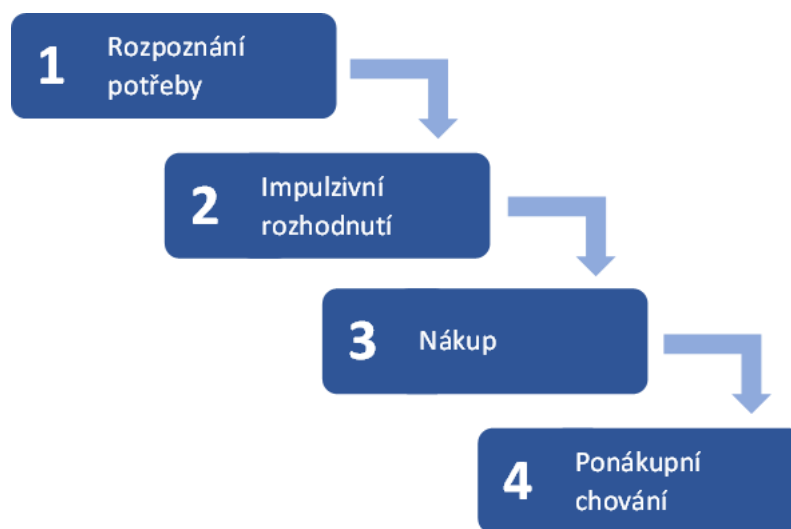 1 Rozpoznání
potřeby
2 Impulzivní
rozhodnutí
3 Nákup
4 Ponákupní
chování